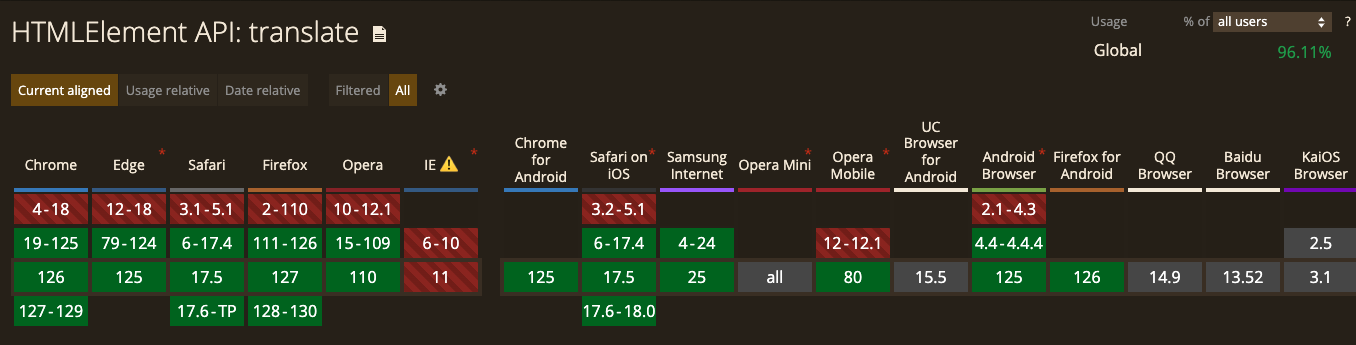 HTMLElement API: translate
Usage % of all users ?
Global 96.11%
Current aligned Usage relative Date relative Filtered All
Chrome Edge * Safari Firefox Opera IE ⚠️ * Chrome for Android Safari on iOS * Samsung Internet Opera Mini * Opera Mobile * UC Browser for Android Android Browser * Firefox for Android QQ Browser Baidu Browser KaiOS Browser
4-18 12-18 3.1-5.1 2-110 10-12.1 3.2-5.1 2.1-4.3
19-125 79-124 6-17.4 111-126 15-109 6-10 6-17.4 4-24 12-12.1 4.4-4.4.4 2.5
126 125 17.5 127 110 11 125 17.5 25 all 80 15.5 125 126 14.9 13.52 3.1
127-129 17.6-TP 128-130 17.6-18.0